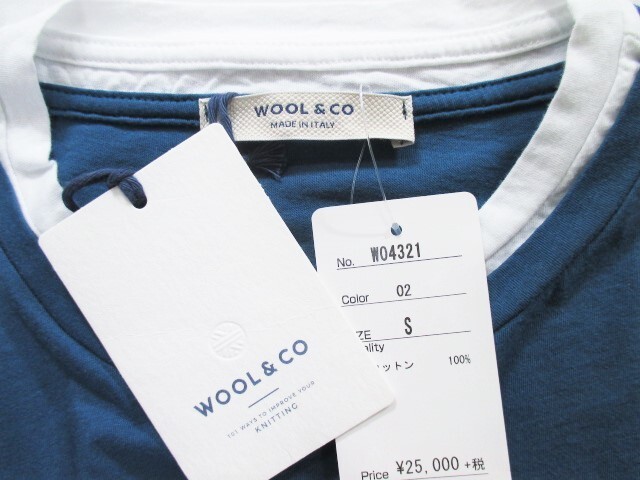 WOOL & CO
MADE IN ITALY
WOOL & CO
101 WAYS TO IMPROVE YOUR
KNITTING
No. WO4321
Color 02
ZE S
ality
ットン 100%
Price ¥25,000 +税